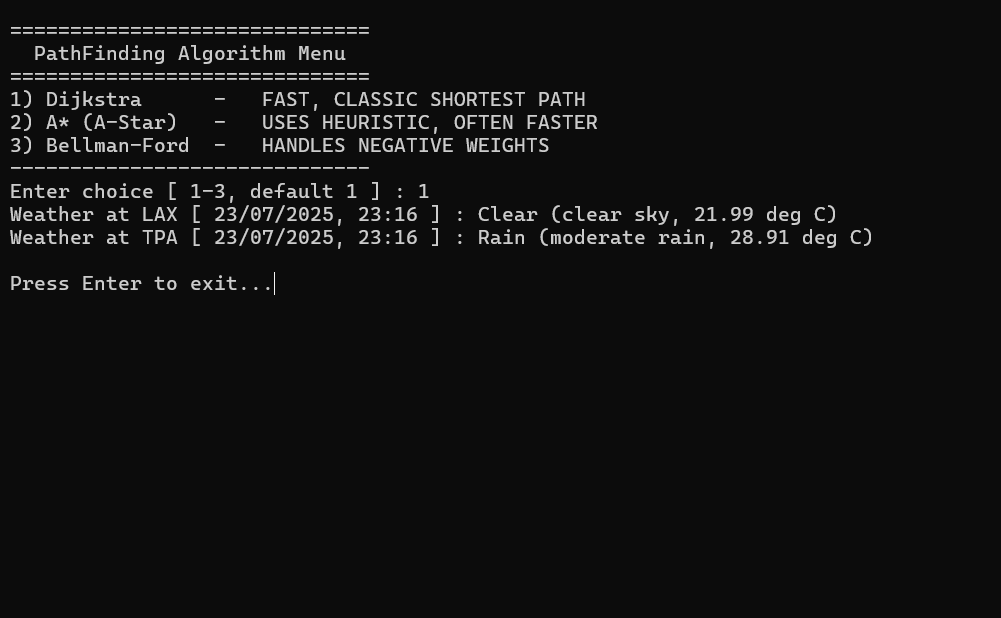 ==============================
  PathFinding Algorithm Menu
==============================
1) Dijkstra      -   FAST, CLASSIC SHORTEST PATH
2) A* (A-Star)   -   USES HEURISTIC, OFTEN FASTER
3) Bellman-Ford  -   HANDLES NEGATIVE WEIGHTS
------------------------------
Enter choice [ 1-3, default 1 ] : 1
Weather at LAX [ 23/07/2025, 23:16 ] : Clear (clear sky, 21.99 deg C)
Weather at TPA [ 23/07/2025, 23:16 ] : Rain (moderate rain, 28.91 deg C)

Press Enter to exit...